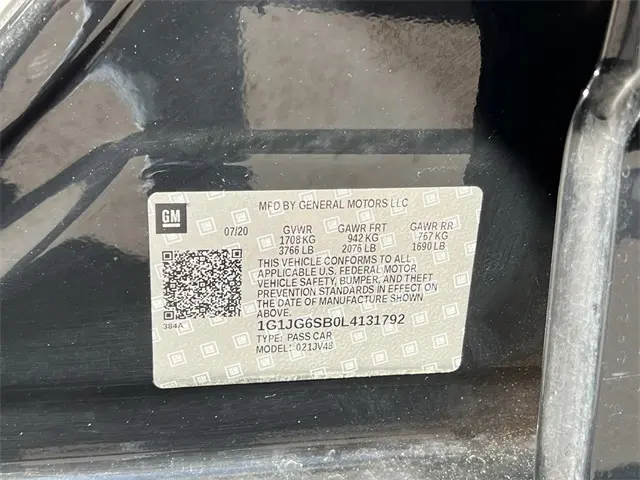 GM
MFD BY GENERAL MOTORS LLC
07/20 GVWR GAWR FRT GAWR RR
1708 KG 942 KG 767 KG
3766 LB 2076 LB 1690 LB
THIS VEHICLE CONFORMS TO ALL
APPLICABLE U.S. FEDERAL MOTOR
VEHICLE SAFETY, BUMPER, AND THEFT
PREVENTION STANDARDS IN EFFECT ON
THE DATE OF MANUFACTURE SHOWN
ABOVE.
384A
1G1JG6SB0L4131792
TYPE: PASS CAR
MODEL: 021JV48